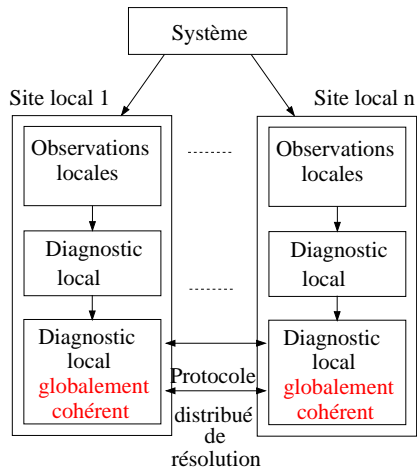 Système
Site local 1
Site local n
Observations
locales
Diagnostic
local
Diagnostic
local
globalement
cohérent
Observations
locales
Diagnostic
local
Diagnostic
local
globalement
cohérent
Protocole
distribué
de
résolution